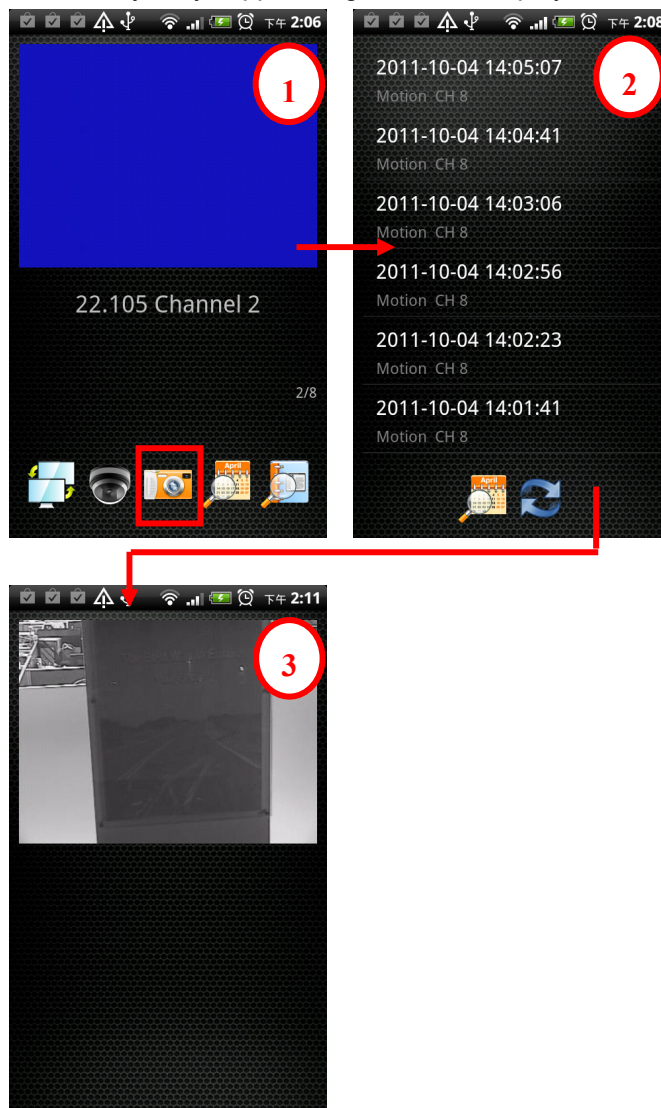 下午 2:06
1
22.105 Channel 2
2/8
April
下午 2:08
2
2011-10-04 14:05:07
Motion CH 8
2011-10-04 14:04:41
Motion CH 8
2011-10-04 14:03:06
Motion CH 8
2011-10-04 14:02:56
Motion CH 8
2011-10-04 14:02:23
Motion CH 8
2011-10-04 14:01:41
Motion CH 8
April
下午 2:11
3